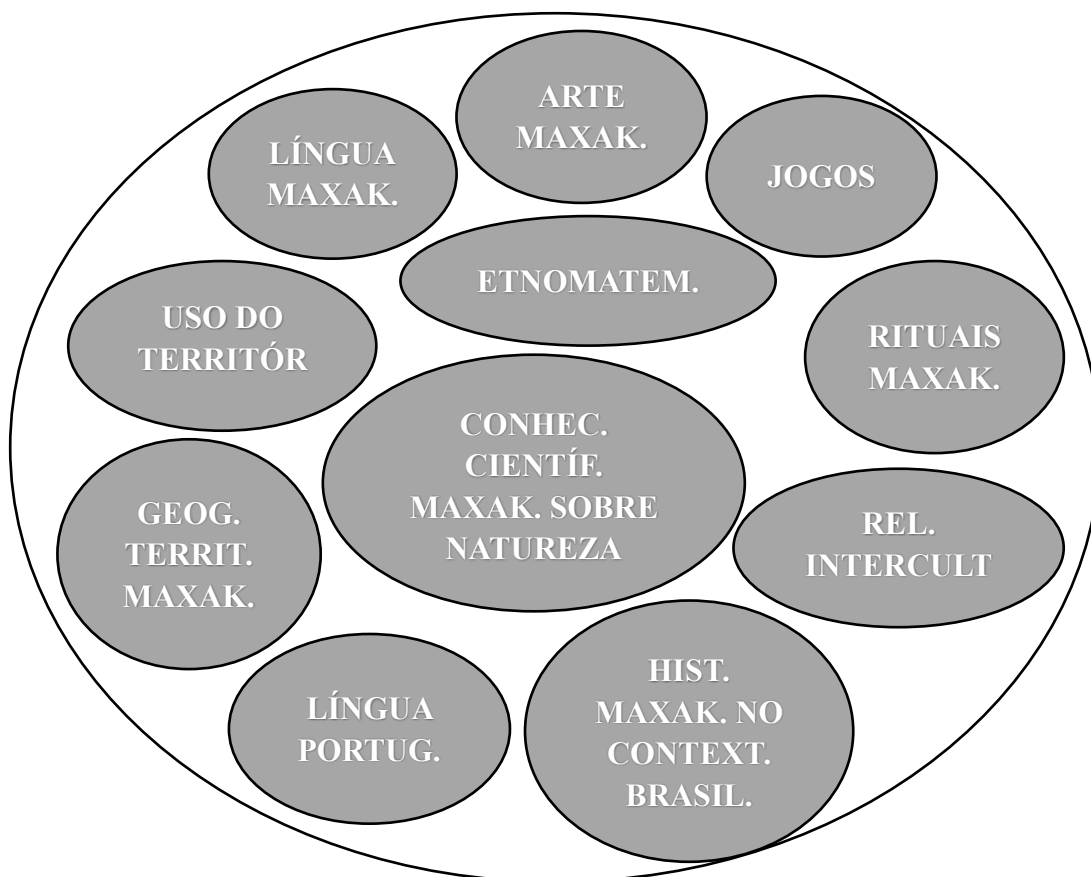 ARTE
MAXAK.
LÍNGUA
MAXAK.
JOGOS
ETNOMATEM.
USO DO
TERRITÓR
RITUAIS
MAXAK.
CONHEC.
CIENTÍF.
MAXAK. SOBRE
NATUREZA
GEOG.
TERRIT.
MAXAK.
REL.
INTERCULT
LÍNGUA
PORTUG.
HIST.
MAXAK. NO
CONTEXT.
BRASIL.